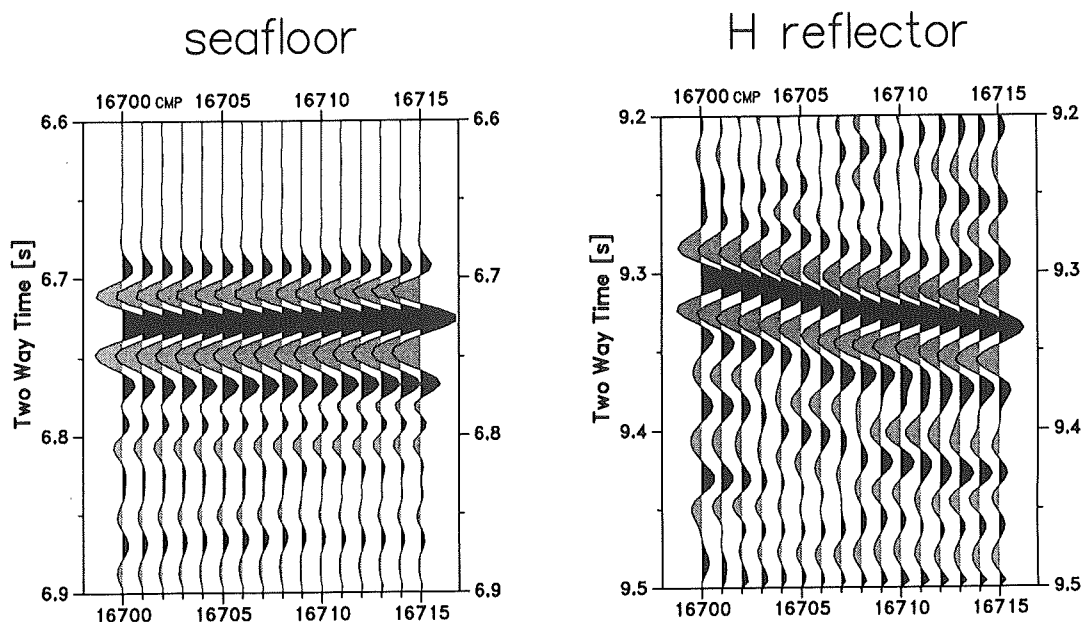 seafloor
16700 CMP 16705 16710 16715
6.6 6.6
6.7 6.7
6.8 6.8
6.9 6.9
Two Way Time [s]
16700 16705 16710 16715
H reflector
16700 CMP 16705 16710 16715
9.2 9.2
9.3 9.3
9.4 9.4
9.5 9.5
Two Way Time [s]
16700 16705 16710 16715